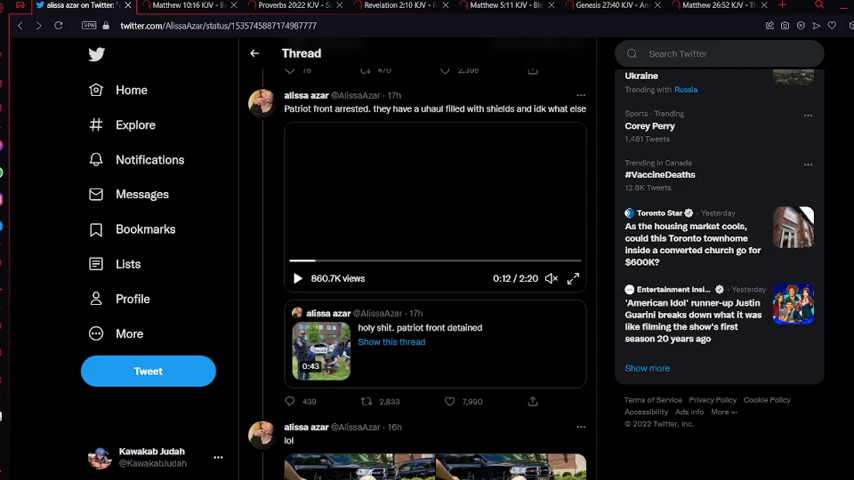 alissa azar on Twitter: "
Matthew 10:16 KJV - B
Proverbs 20:22 KJV - S
Revelation 2:10 KJV - F
Matthew 5:11 KJV - Ble
Genesis 27:40 KJV - An
Matthew 26:52 KJV - Th
VPN
twitter.com/AlissaAzar/status/1535745887174987777
Home
Explore
Notifications
Messages
Bookmarks
Lists
Profile
More
Tweet
Kawakab Judah
@KawakabJudah
Thread
76
470
2,396
alissa azar @AlissaAzar · 17h
Patriot front arrested. they have a uhaul filled with shields and idk what else
860.7K views
0:12 / 2:20
alissa azar @AlissaAzar · 17h
holy shit. patriot front detained
Show this thread
0:43
439
2,833
7,990
alissa azar @AlissaAzar · 16h
lol
Search Twitter
Ukraine
Trending with Russia
Sports · Trending
Corey Perry
1,481 Tweets
Trending in Canada
#VaccineDeaths
12.8K Tweets
Toronto Star · Yesterday
As the housing market cools,
could this Toronto townhome
inside a converted church go for
$600K?
Entertainment Insi... · Yesterday
'American Idol' runner-up Justin
Guarini breaks down what it was
like filming the show's first
season 20 years ago
Show more
Terms of Service Privacy Policy Cookie Policy
Accessibility Ads info More ···
© 2022 Twitter, Inc.